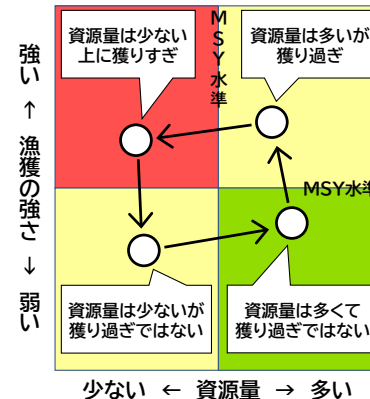 資源量は少ない
上に獲りすぎ
MSY水準
資源量は多いが
獲り過ぎ
強い ↑ 漁獲の強さ ↓ 弱い
MSY水準
資源量は少ないが
獲り過ぎではない
資源量は多くて
獲り過ぎではない
少ない ← 資源量 → 多い